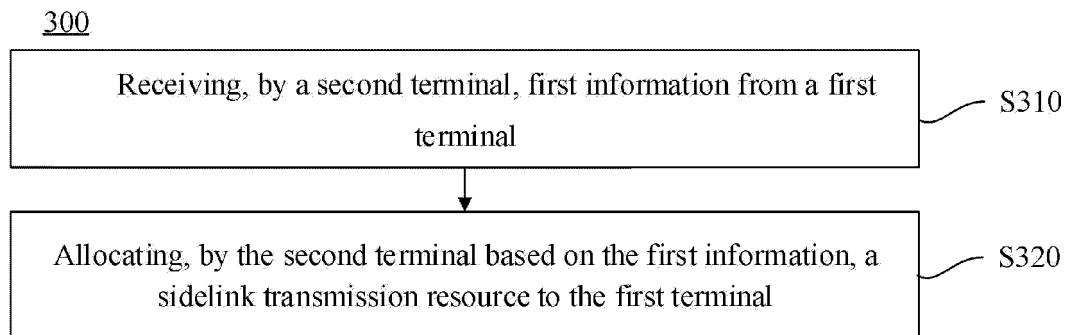 300
Receiving, by a second terminal, first information from a first
terminal
S310
Allocating, by the second terminal based on the first information, a
sidelink transmission resource to the first terminal
S320